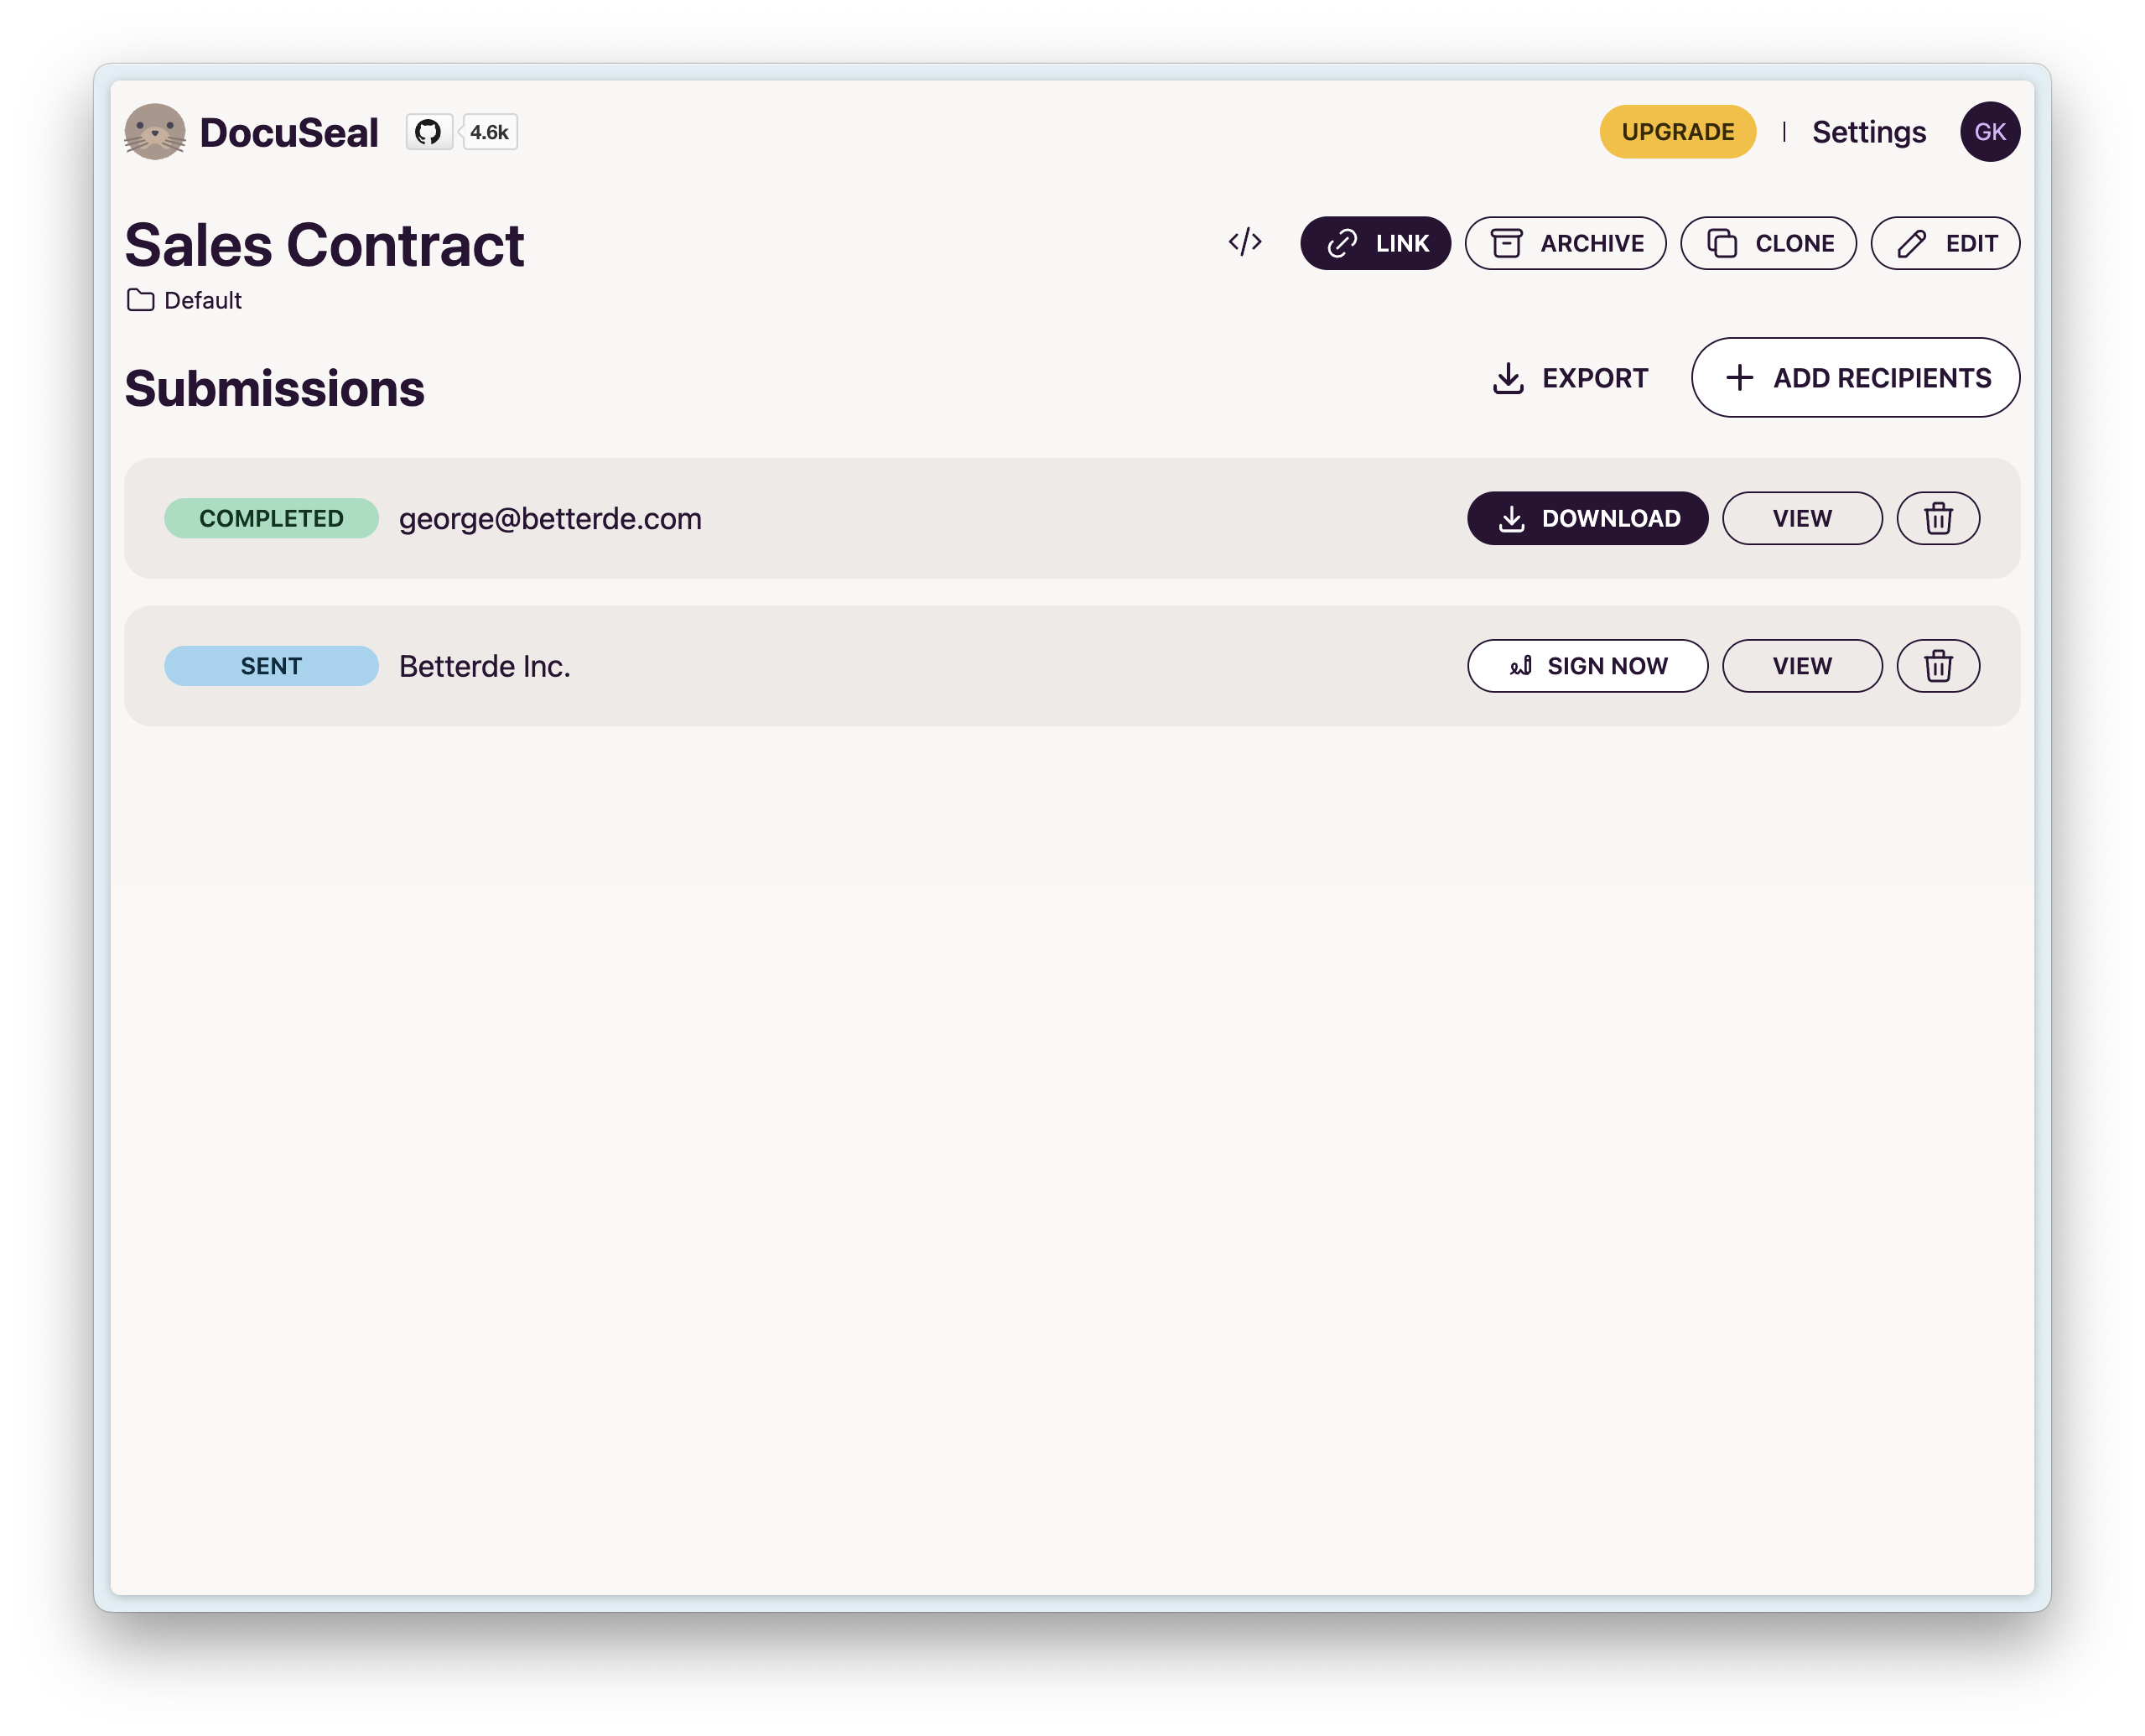 DocuSeal 4.6k UPGRADE Settings GK
Sales Contract LINK ARCHIVE CLONE EDIT
Default
Submissions EXPORT ADD RECIPIENTS
COMPLETED george@betterde.com DOWNLOAD VIEW
SENT Betterde Inc. SIGN NOW VIEW